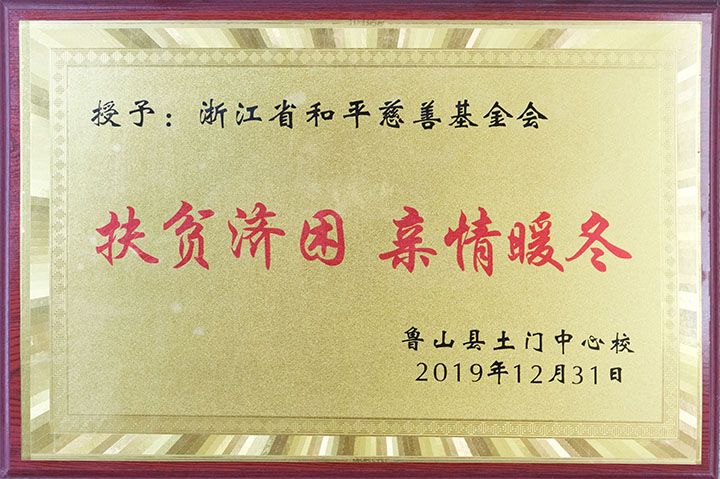 授予：浙江省和平慈善基金会
扶贫济困 亲情暖冬
鲁山县土门中心校
2019年12月31日